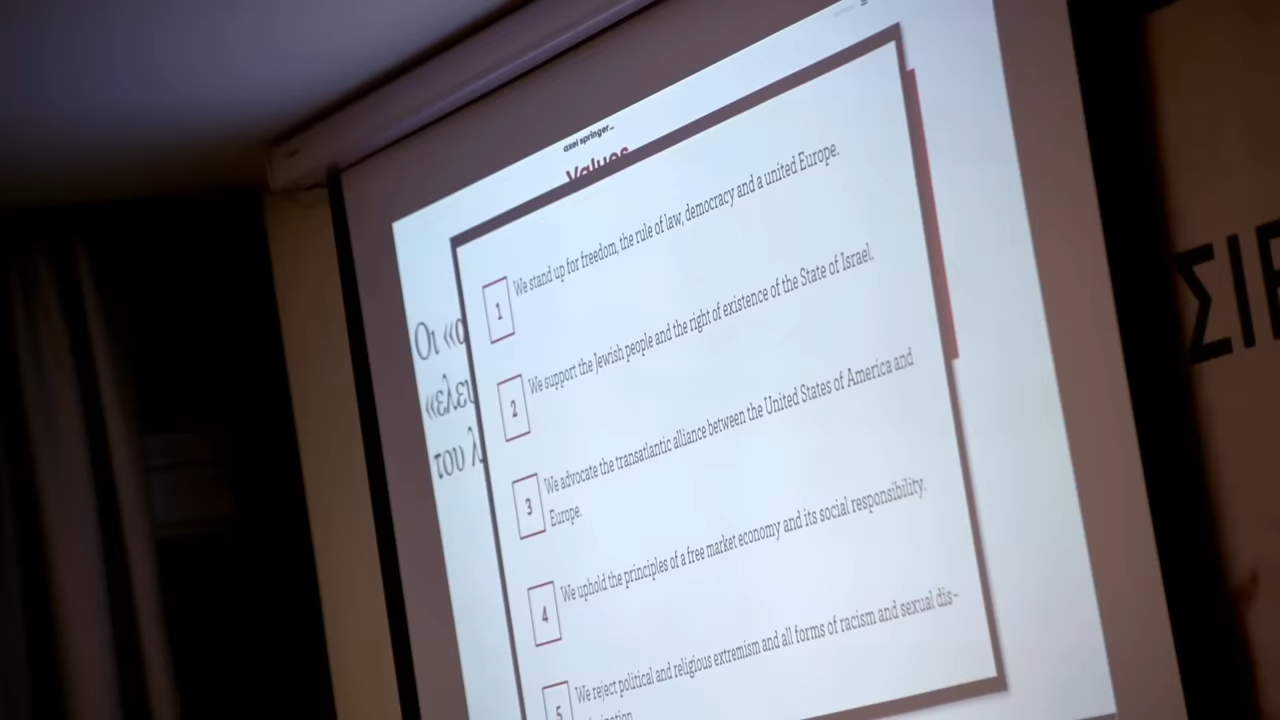 axel springer_
Values
Οι «α
«ελευ
του λ
1 We stand up for freedom, the rule of law, democracy and a united Europe.
2 We support the Jewish people and the right of existence of the State of Israel.
3 We advocate the transatlantic alliance between the United States of America and
Europe.
4 We uphold the principles of a free market economy and its social responsibility.
5 We reject political and religious extremism and all forms of racism and sexual dis-
ΣΙΕ